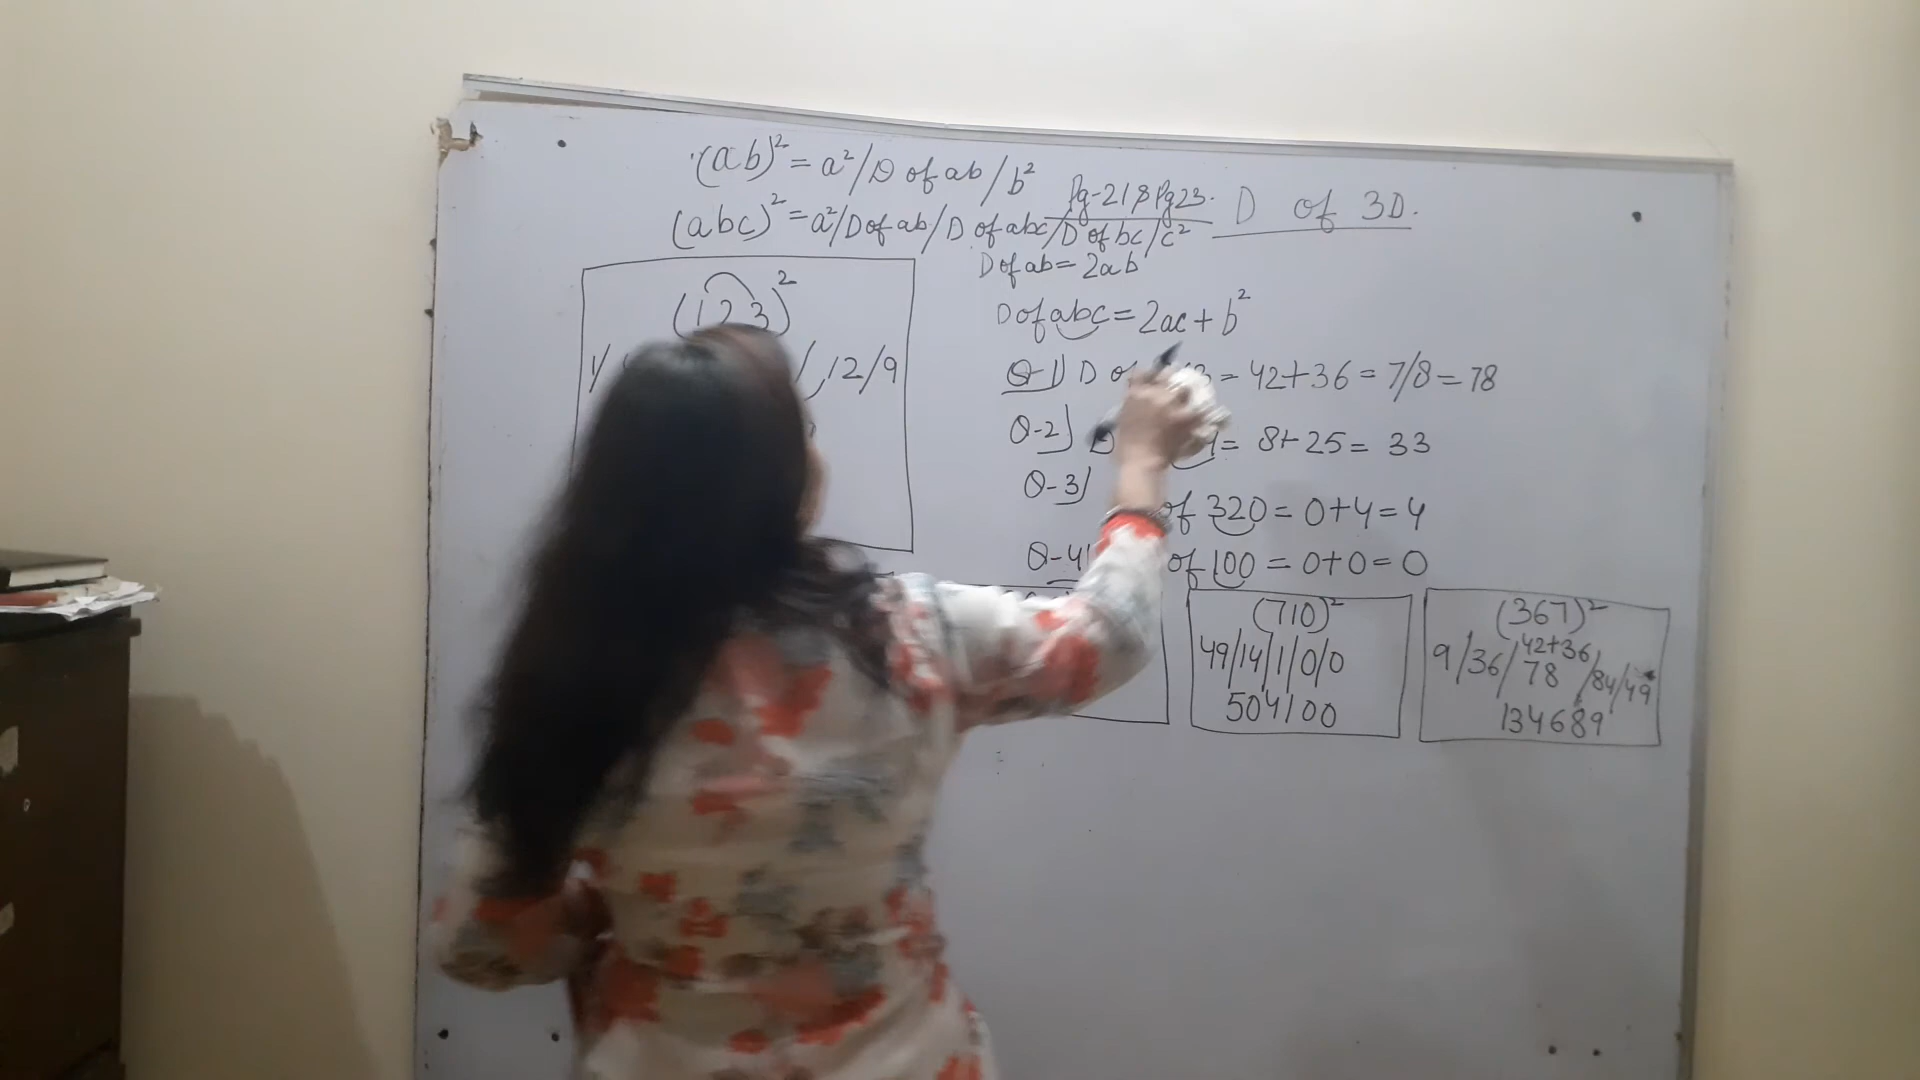 (ab)² = a²/D of ab/b²
Pg-21 & Pg23.
D of 3D.
(abc)² = a²/D of ab/D of abc/D of bc/c²
D of ab = 2ab
(123)²
1/
/,12/9
D of abc = 2ac + b²
Q-1) D of = 42+36 = 7/8 = 78
Q-2) = 8+25 = 33
Q-3)
of 320 = 0+4 = 4
Q-4) of 100 = 0+0 = 0
(710)²
49/14/1/0/0
504100
(367)²
42+36
9/36/78/84/49
134689